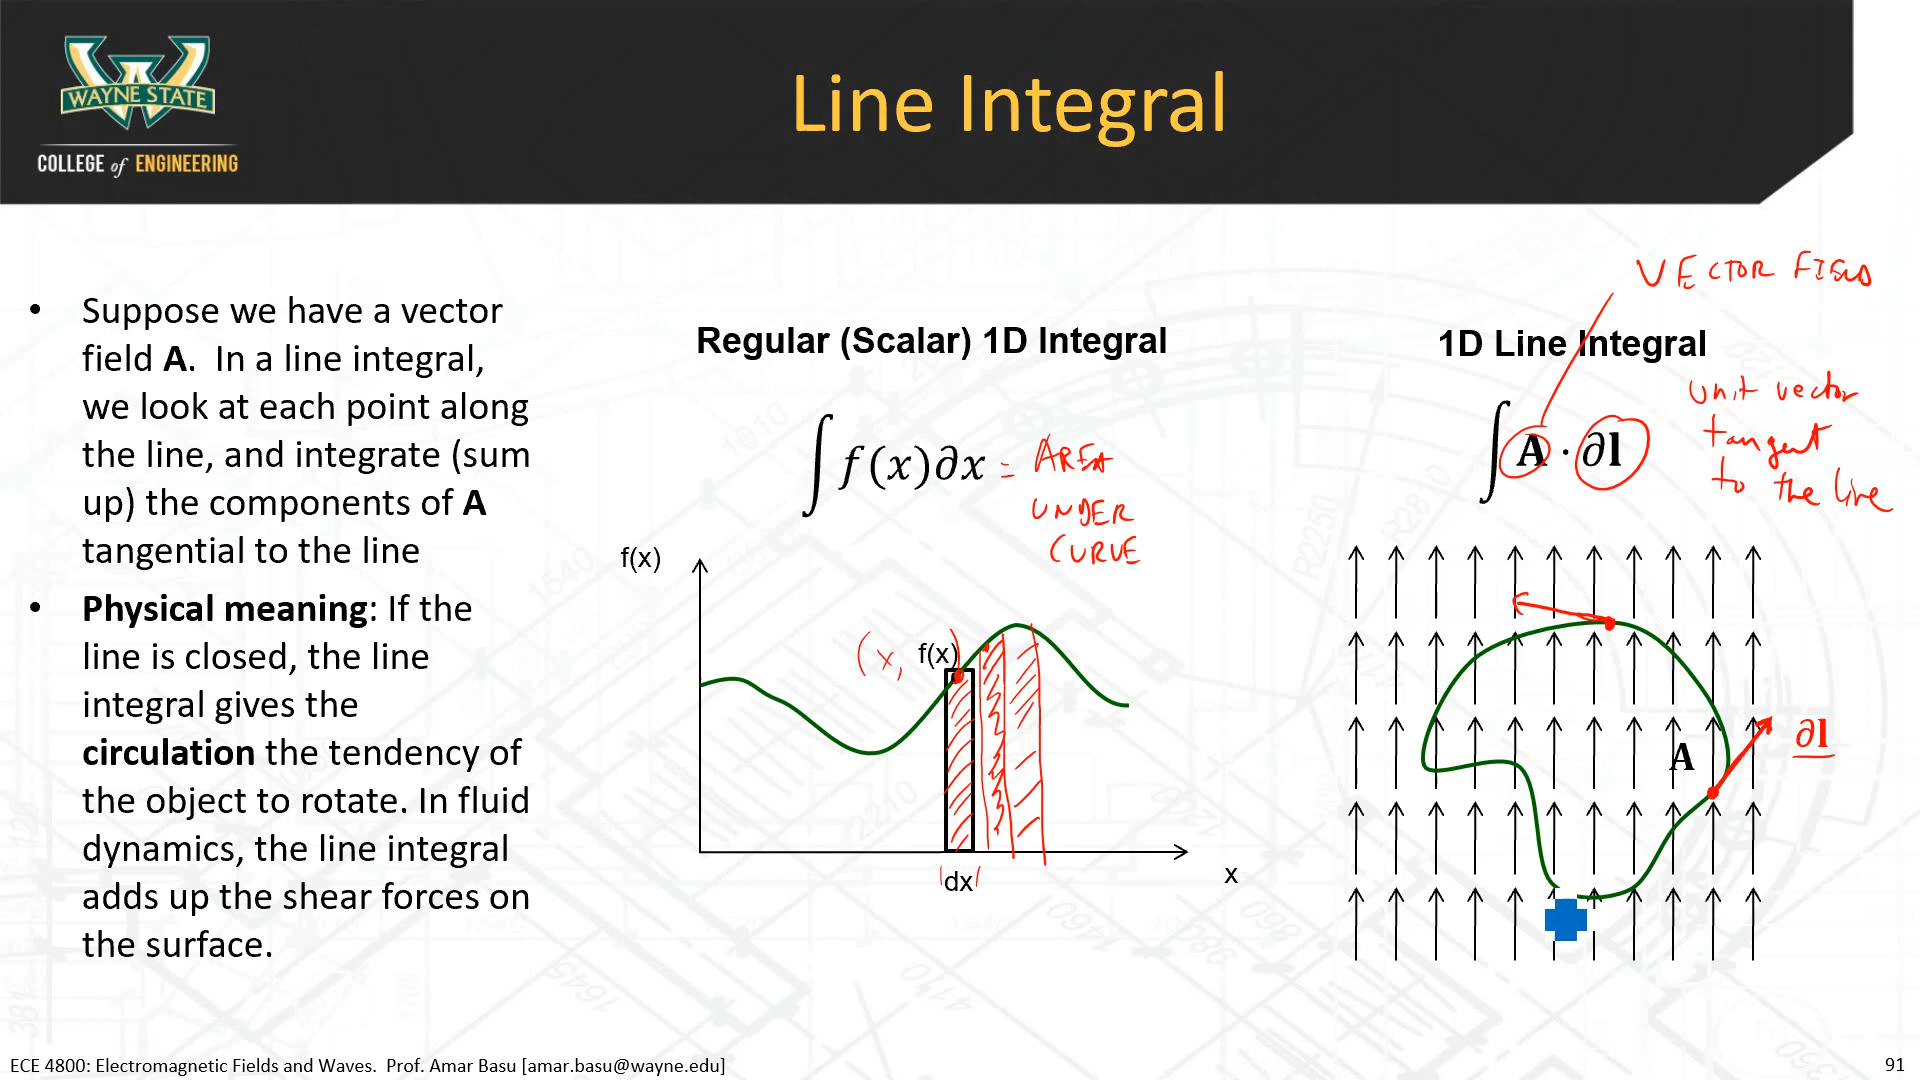 WAYNE STATE
COLLEGE of ENGINEERING
Line Integral
• Suppose we have a vector
field A. In a line integral,
we look at each point along
the line, and integrate (sum
up) the components of A
tangential to the line
• Physical meaning: If the
line is closed, the line
integral gives the
circulation the tendency of
the object to rotate. In fluid
dynamics, the line integral
adds up the shear forces on
the surface.
Regular (Scalar) 1D Integral
∫ f(x)∂x = AREA
UNDER
CURVE
f(x)
(x, f(x))
dx
x
VECTOR FIELD
1D Line Integral
∫ A · ∂l
unit vector
tangent
to the line
A
∂l
ECE 4800: Electromagnetic Fields and Waves. Prof. Amar Basu [amar.basu@wayne.edu]
91